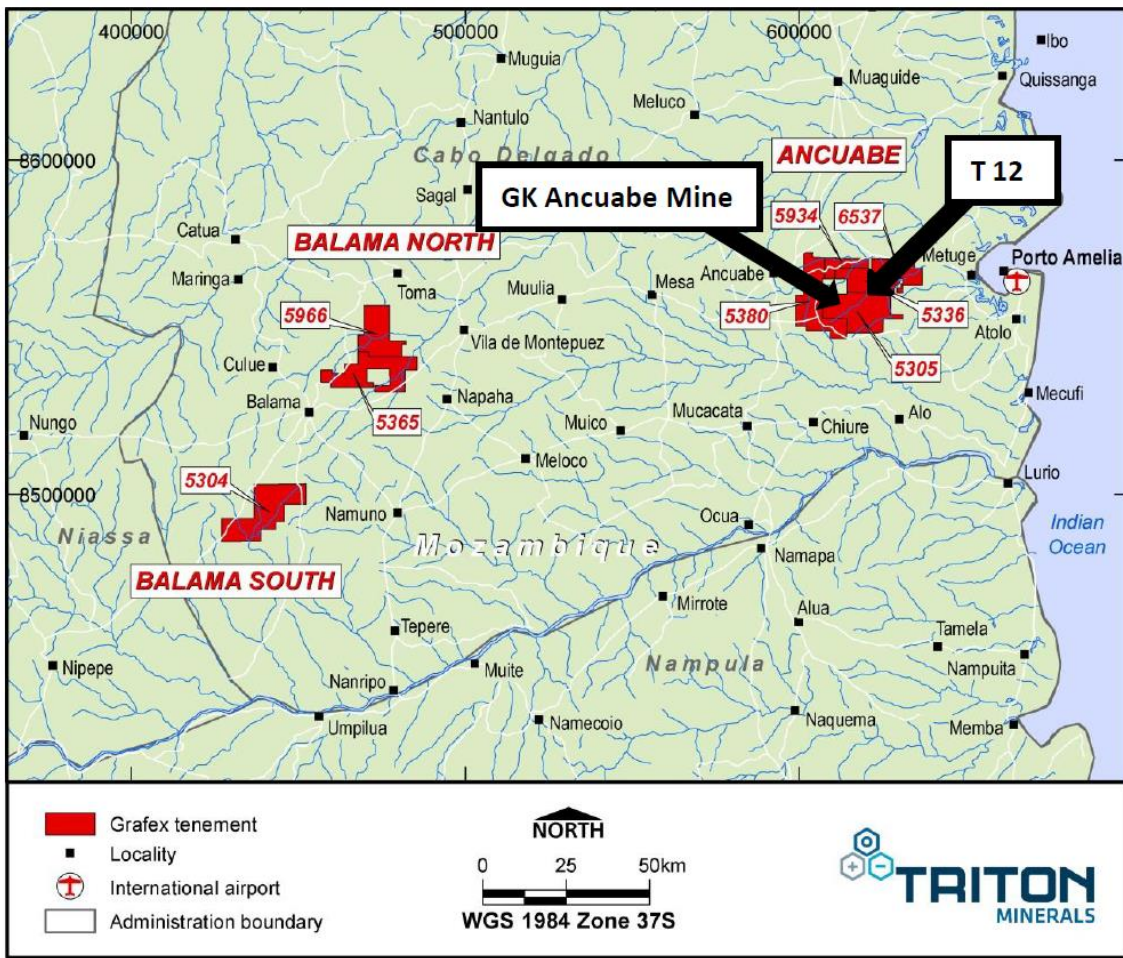 400000
500000
600000
Ibo
Muguia
Muaguide
Quissanga
Meluco
Nantulo
8600000
Cabo Delgado
ANCUABE
T 12
GK Ancuabe Mine
Sagal
5934
6537
Catua
BALAMA NORTH
Metuge
Porto Amelia
Maringa
Toma
Muulia
Mesa
Ancuabe
5966
5380
5336
Atolo
Vila de Montepuez
5305
Culue
Balama
Napaha
Mecufi
5365
Mucacata
Alo
Nungo
Muico
Chiure
Meloco
5304
8500000
Lurio
Namuno
Ocua
Niassa
Mozambique
Indian
Ocean
Namapa
BALAMA SOUTH
Mirrote
Alua
Tepere
Tamela
Nipepe
Muite
Nampula
Nampuita
Nanripo
Umpilua
Namecoio
Naquema
Memba
Grafex tenement
Locality
International airport
Administration boundary
NORTH
0 25 50km
WGS 1984 Zone 37S
TRITON
MINERALS